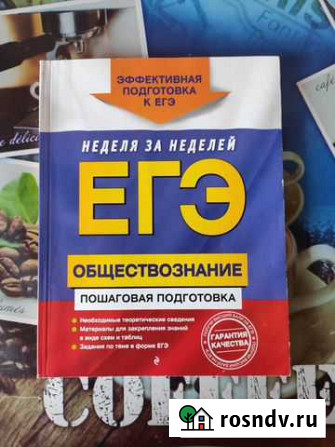 ЭФФЕКТИВНАЯ
ПОДГОТОВКА
К ЕГЭ
НЕДЕЛЯ ЗА НЕДЕЛЕЙ
ЕГЭ
ОБЩЕСТВОЗНАНИЕ
ПОШАГОВАЯ ПОДГОТОВКА
Необходимые теоретические сведения
Материалы для закрепления знаний
в виде схем и таблиц
Задания по теме в форме ЕГЭ
ГАРАНТИЯ
КАЧЕСТВА
rosndv.ru